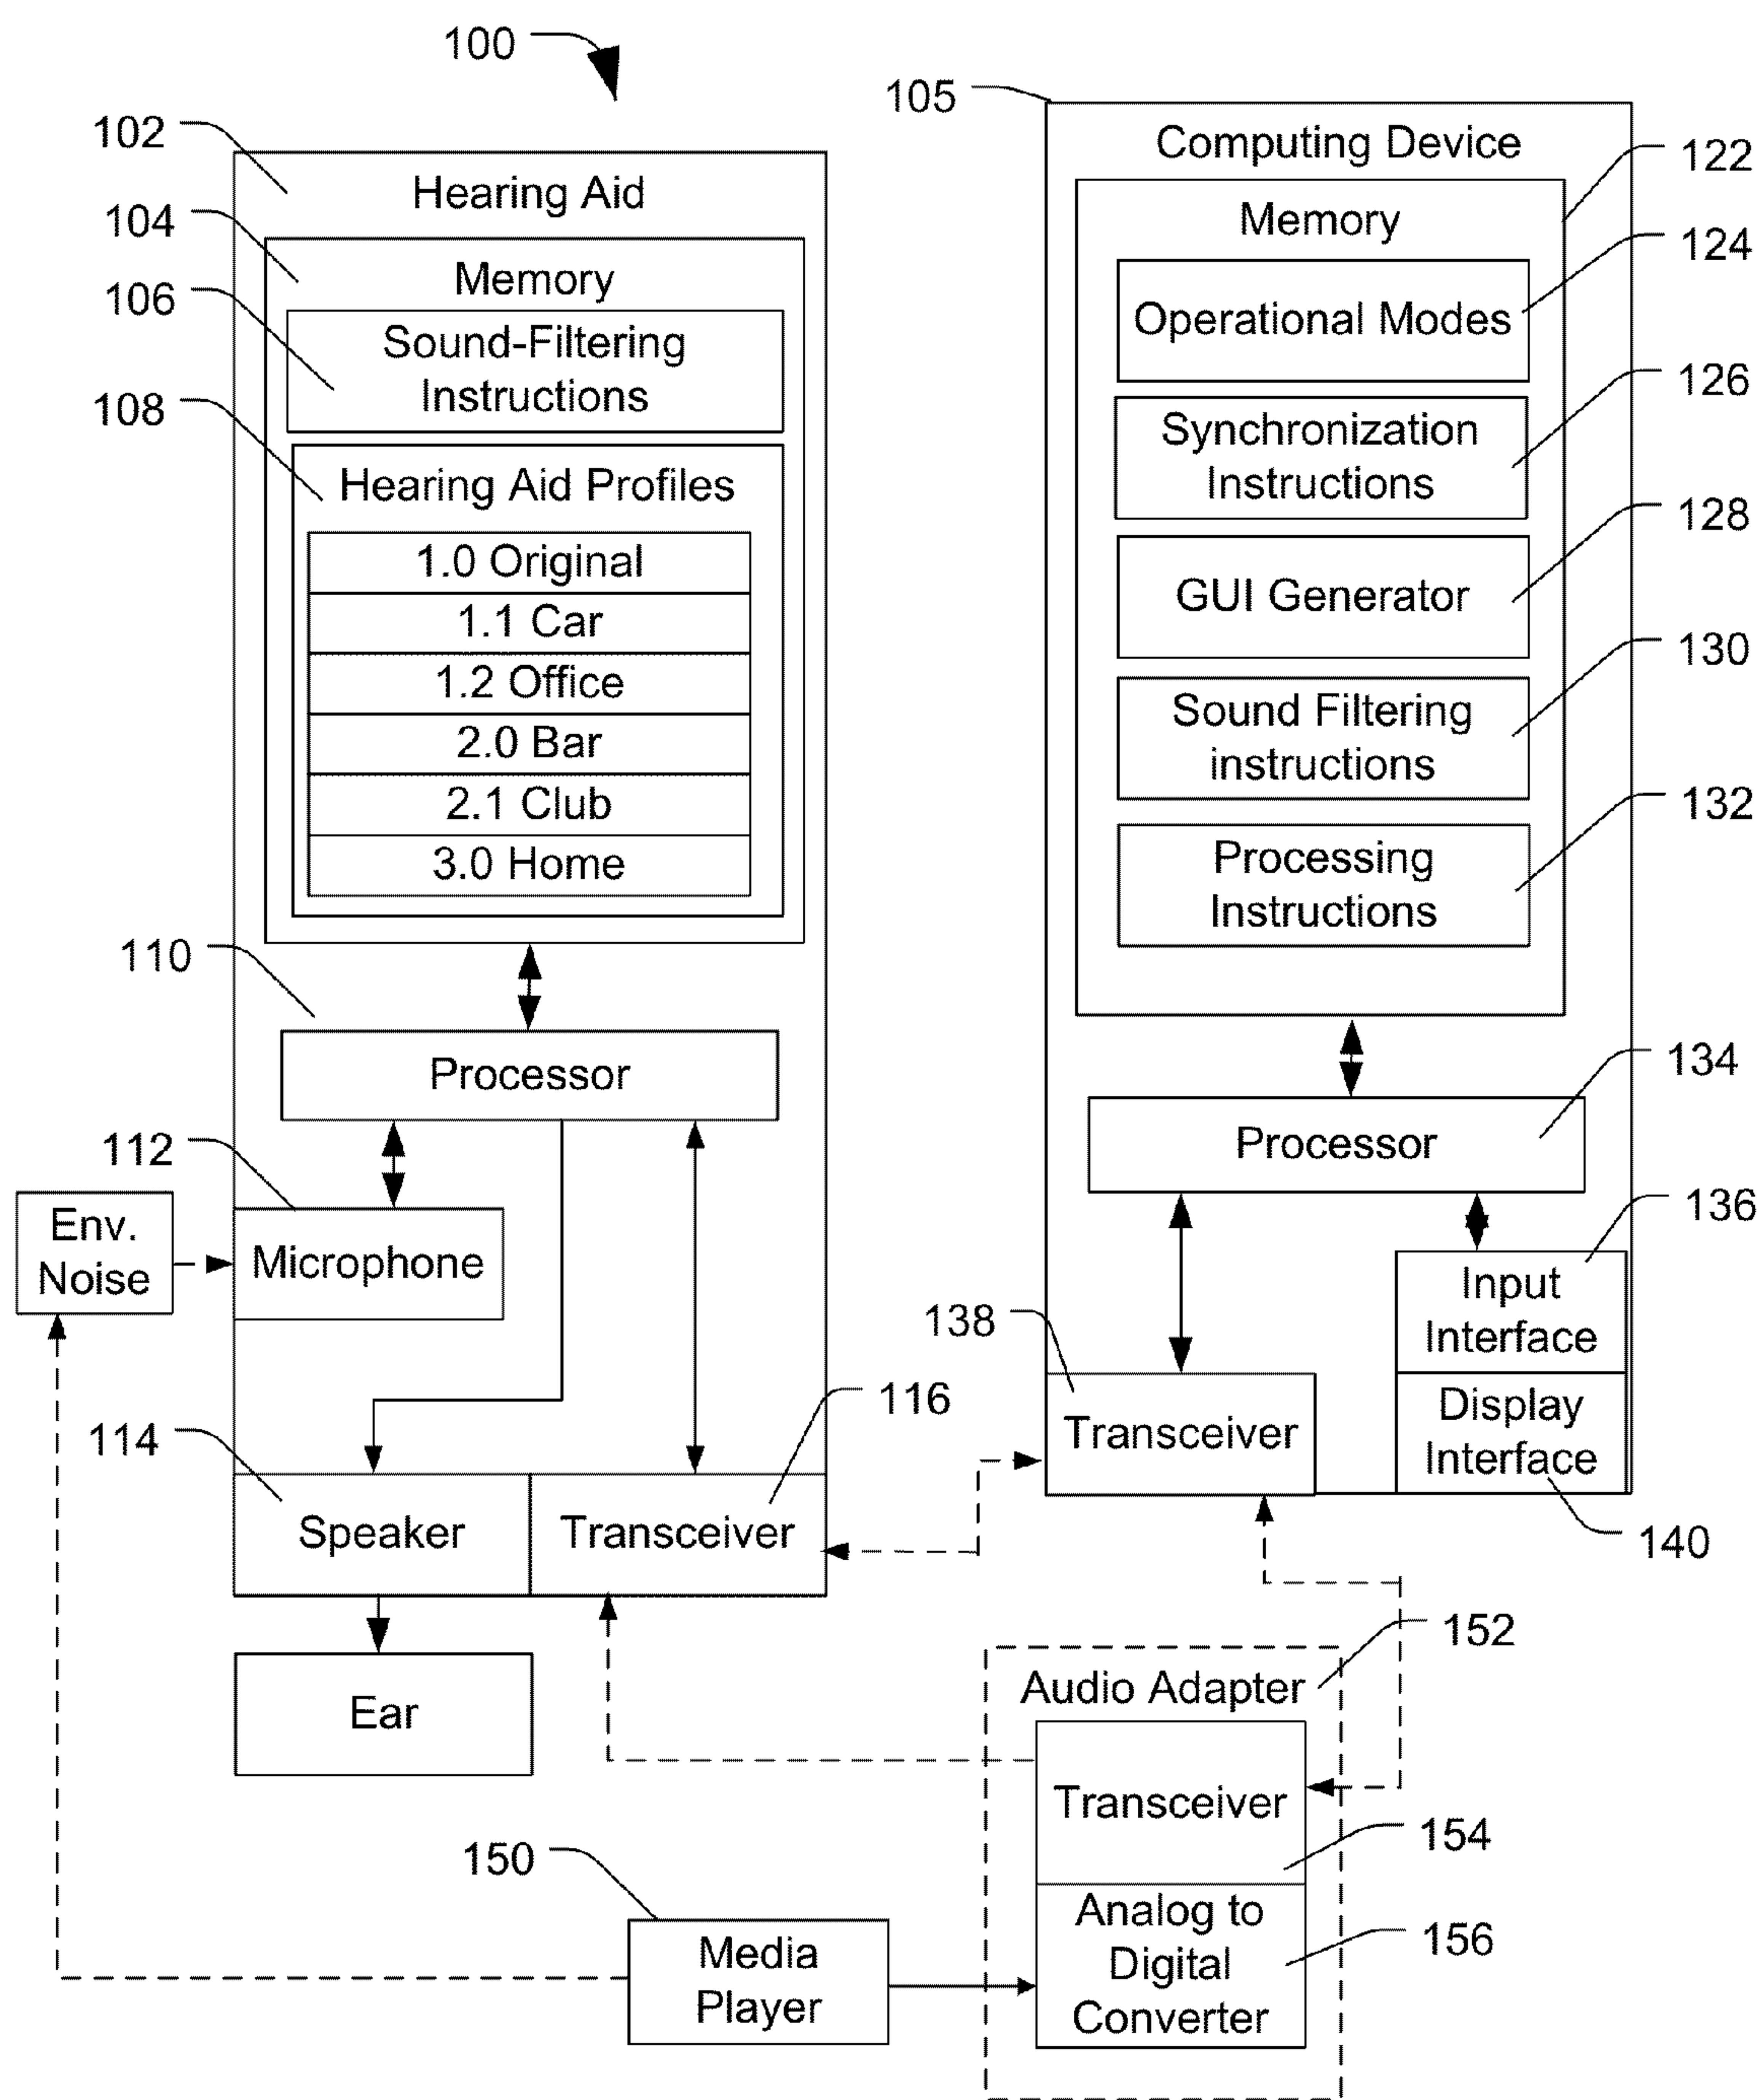 100
105
102
Computing Device
122
Hearing Aid
104
Memory
124
Memory
106
Sound-Filtering
Instructions
Operational Modes
126
108
Hearing Aid Profiles
Synchronization
Instructions
128
1.0 Original
1.1 Car
1.2 Office
2.0 Bar
2.1 Club
3.0 Home
GUI Generator
130
Sound Filtering
instructions
132
Processing
Instructions
110
Processor
134
Processor
112
136
Env.
Noise
Microphone
Input
Interface
138
116
Transceiver
Display
Interface
114
Speaker
Transceiver
140
152
Ear
Audio Adapter
Transceiver
154
150
Media
Player
Analog to
Digital
Converter
156